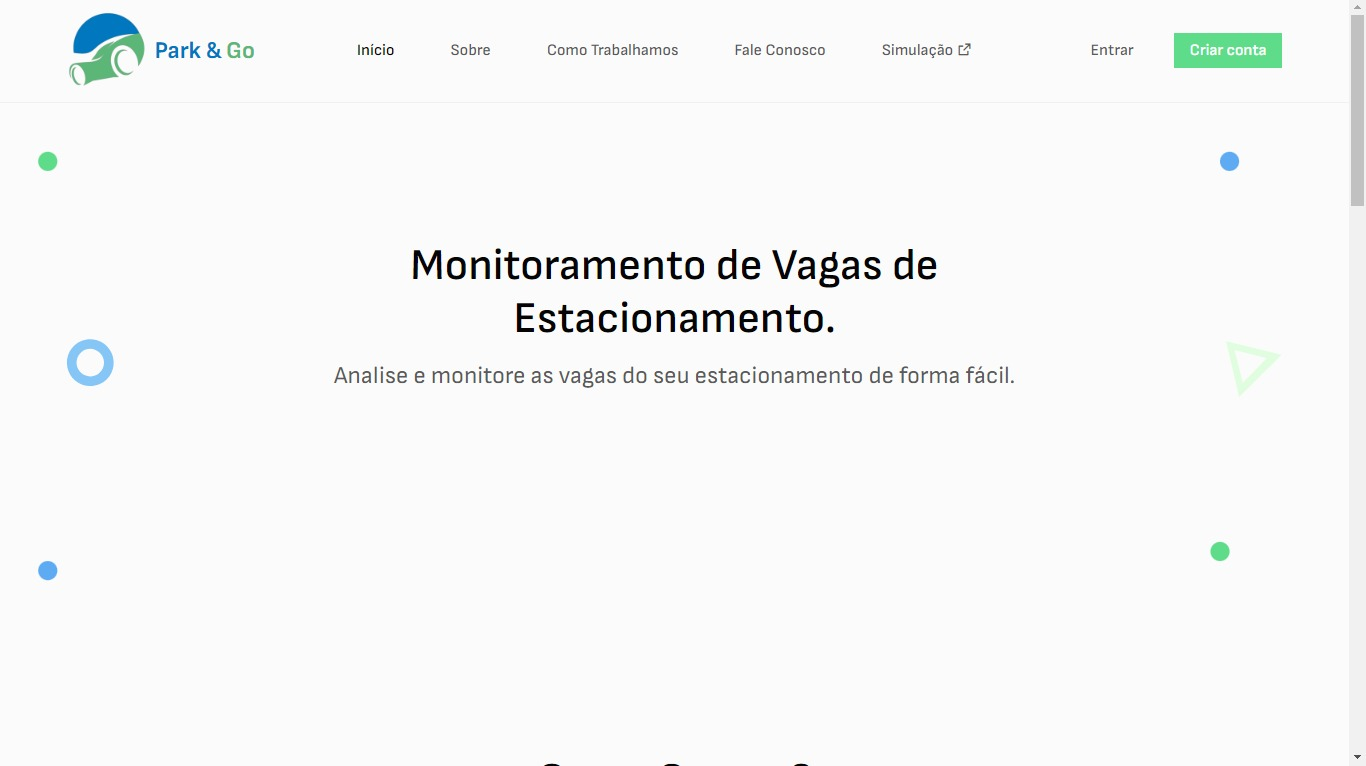 Park & Go
Início
Sobre
Como Trabalhamos
Fale Conosco
Simulação
Entrar
Criar conta
Monitoramento de Vagas de
Estacionamento.
Analise e monitore as vagas do seu estacionamento de forma fácil.